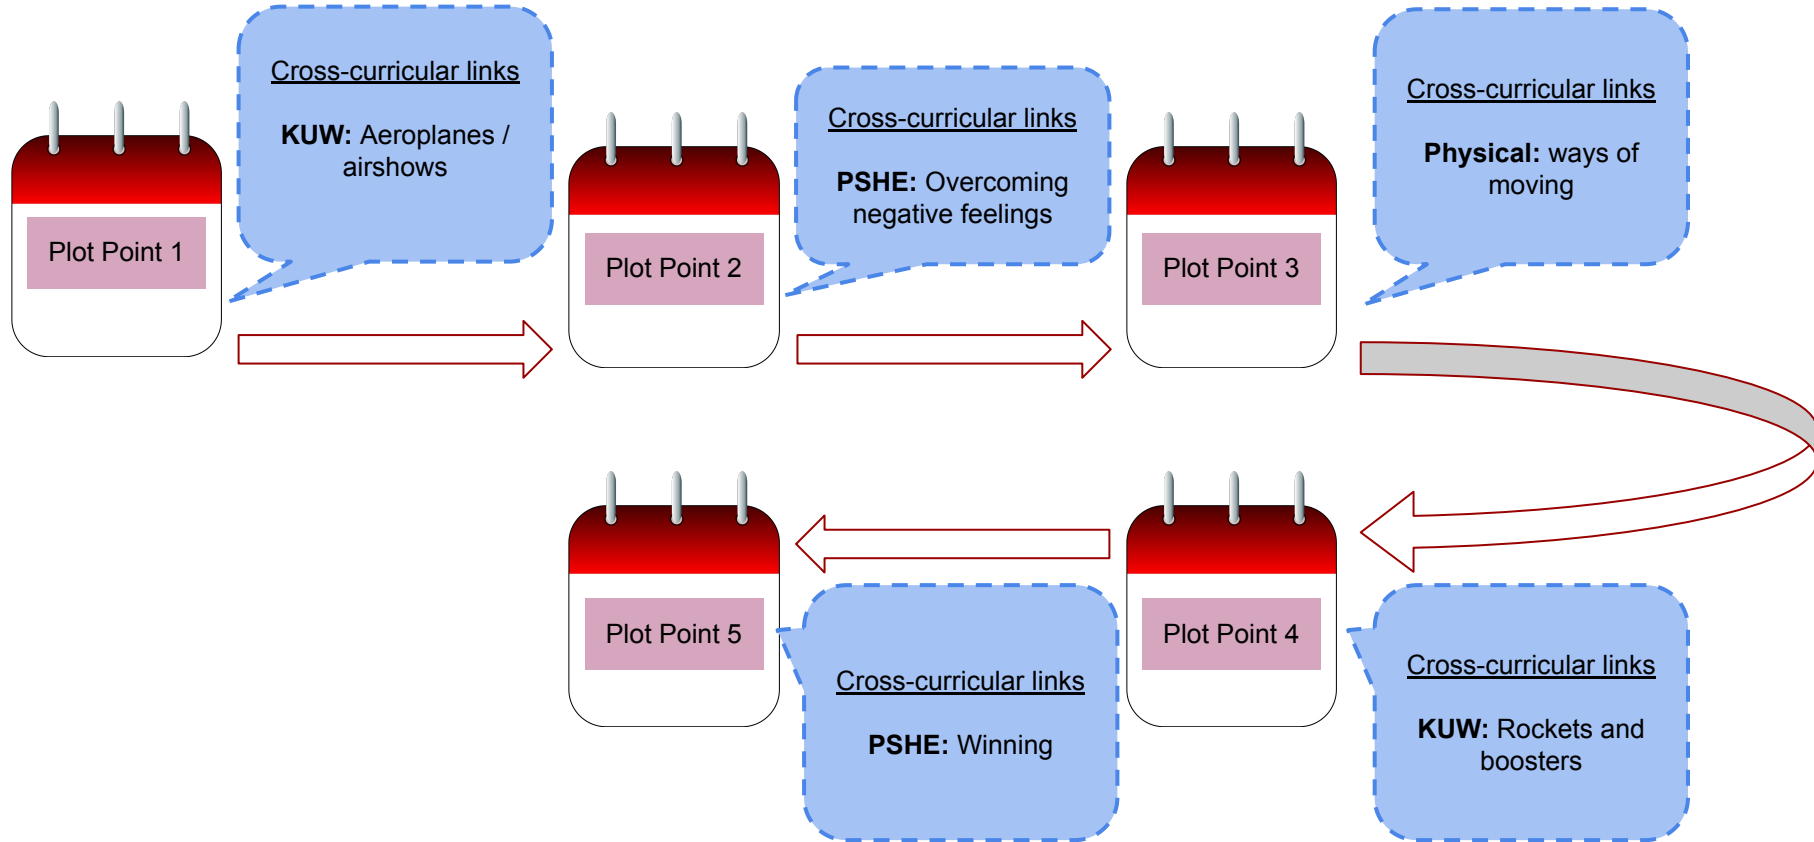 Plot Point 1
Cross-curricular links
KUW: Aeroplanes /
airshows
Plot Point 2
Cross-curricular links
PSHE: Overcoming
negative feelings
Plot Point 3
Cross-curricular links
Physical: ways of
moving
Plot Point 4
Cross-curricular links
KUW: Rockets and
boosters
Plot Point 5
Cross-curricular links
PSHE: Winning